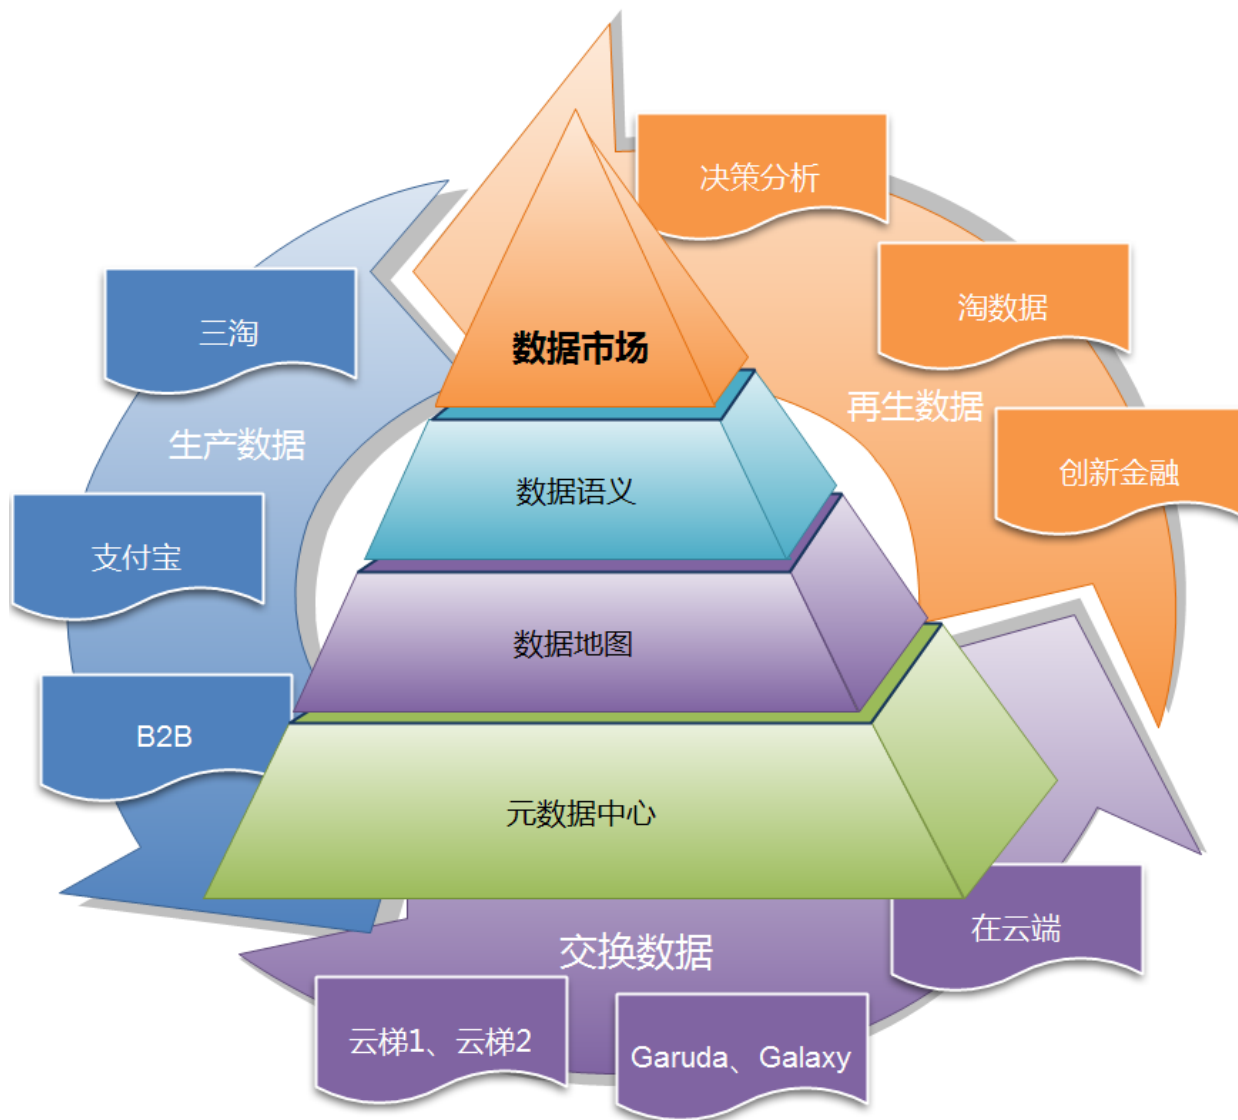 决策分析
淘数据
三淘
数据市场
再生数据
生产数据
创新金融
数据语义
支付宝
数据地图
B2B
元数据中心
在云端
交换数据
云梯1、云梯2
Garuda、Galaxy